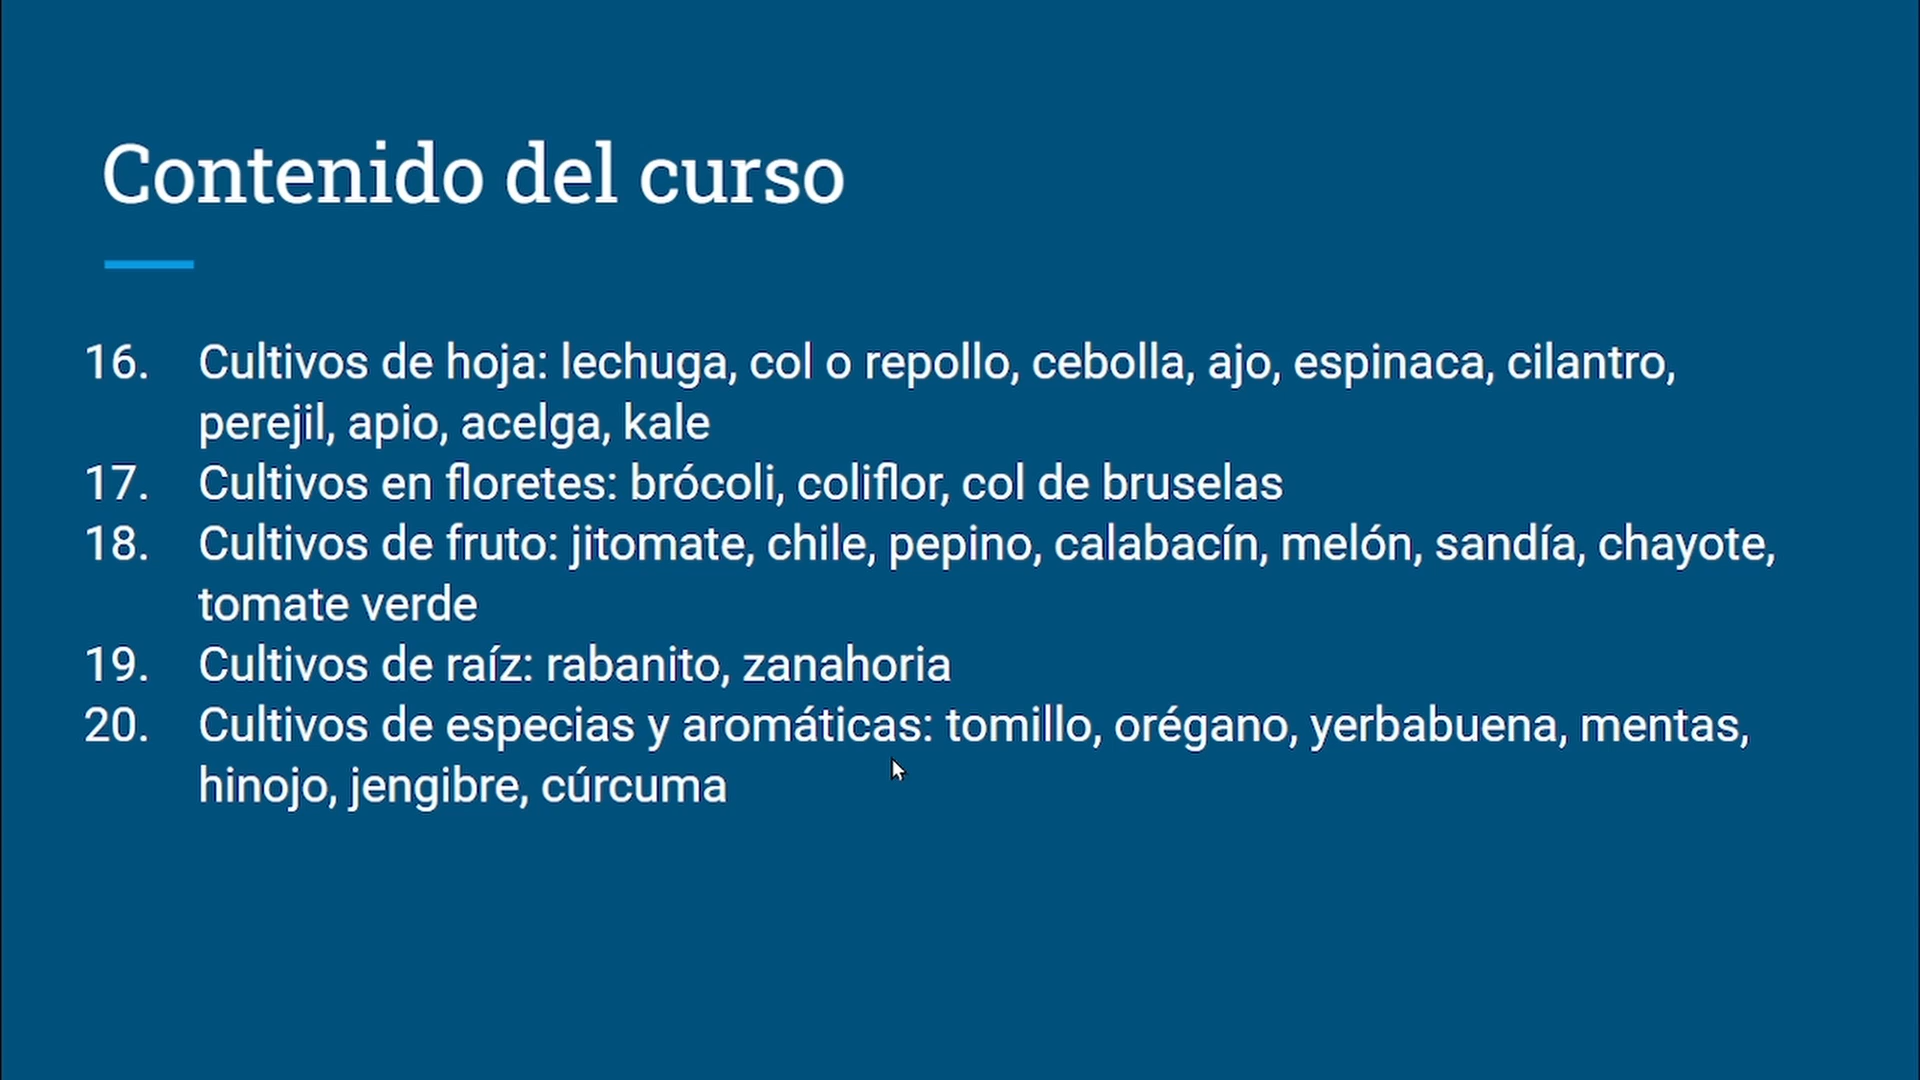 Contenido del curso
16. Cultivos de hoja: lechuga, col o repollo, cebolla, ajo, espinaca, cilantro,
perejil, apio, acelga, kale
17. Cultivos en floretes: brócoli, coliflor, col de bruselas
18. Cultivos de fruto: jitomate, chile, pepino, calabacín, melón, sandía, chayote,
tomate verde
19. Cultivos de raíz: rabanito, zanahoria
20. Cultivos de especias y aromáticas: tomillo, orégano, yerbabuena, mentas,
hinojo, jengibre, cúrcuma